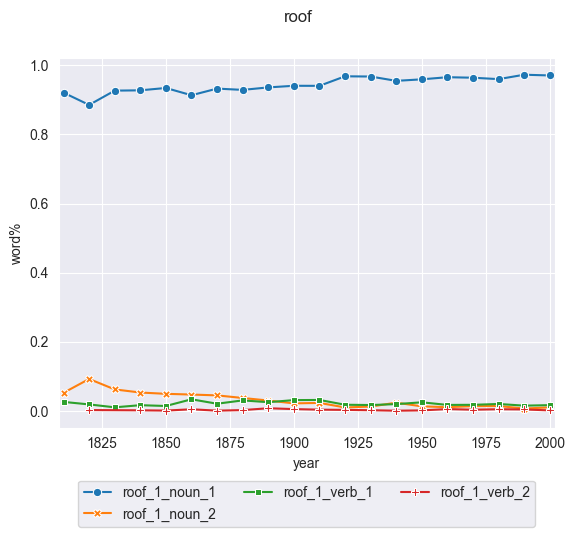 roof
1.0
0.8
0.6
0.4
0.2
0.0
word%
1825 1850 1875 1900 1925 1950 1975 2000
year
roof_1_noun_1 roof_1_verb_1 roof_1_verb_2
roof_1_noun_2